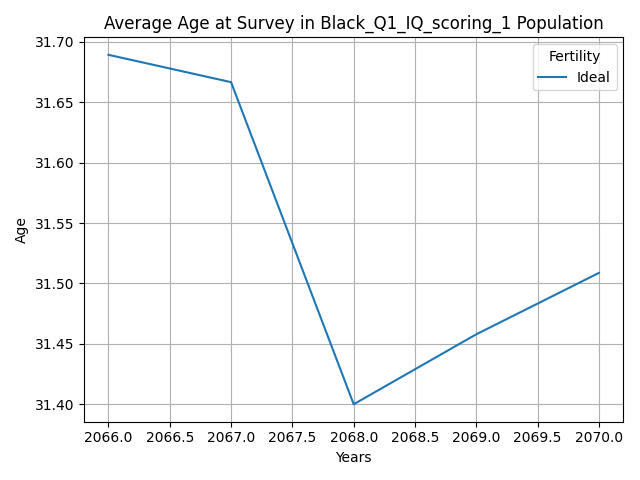 Average Age at Survey in Black_Q1_IQ_scoring_1 Population
Fertility
Ideal
31.70
31.65
31.60
31.55
31.50
31.45
31.40
Age
2066.0 2066.5 2067.0 2067.5 2068.0 2068.5 2069.0 2069.5 2070.0
Years